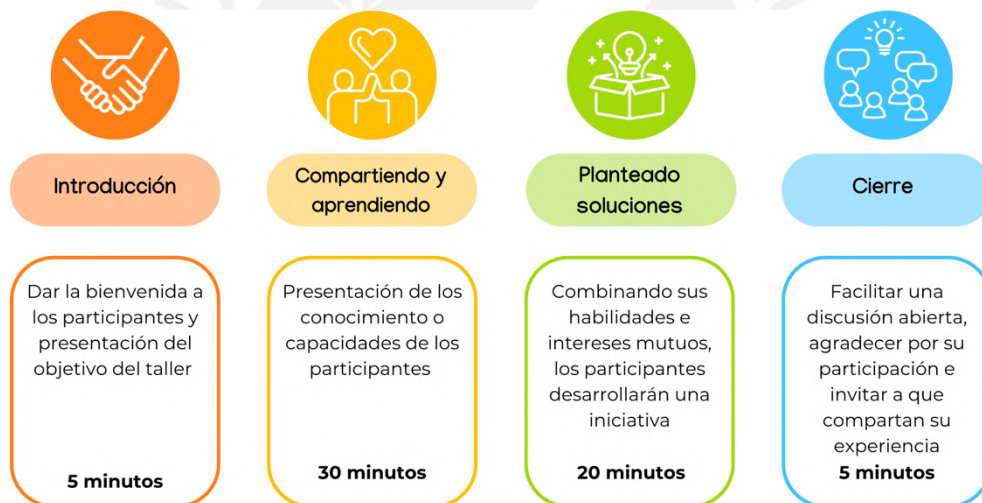 Introducción
Dar la bienvenida a
los participantes y
presentación del
objetivo del taller
5 minutos
Compartiendo y
aprendiendo
Presentación de los
conocimiento o
capacidades de los
participantes
30 minutos
Planteado
soluciones
Combinando sus
habilidades e
intereses mutuos,
los participantes
desarrollarán una
iniciativa
20 minutos
Cierre
Facilitar una
discusión abierta,
agradecer por su
participación e
invitar a que
compartan su
experiencia
5 minutos